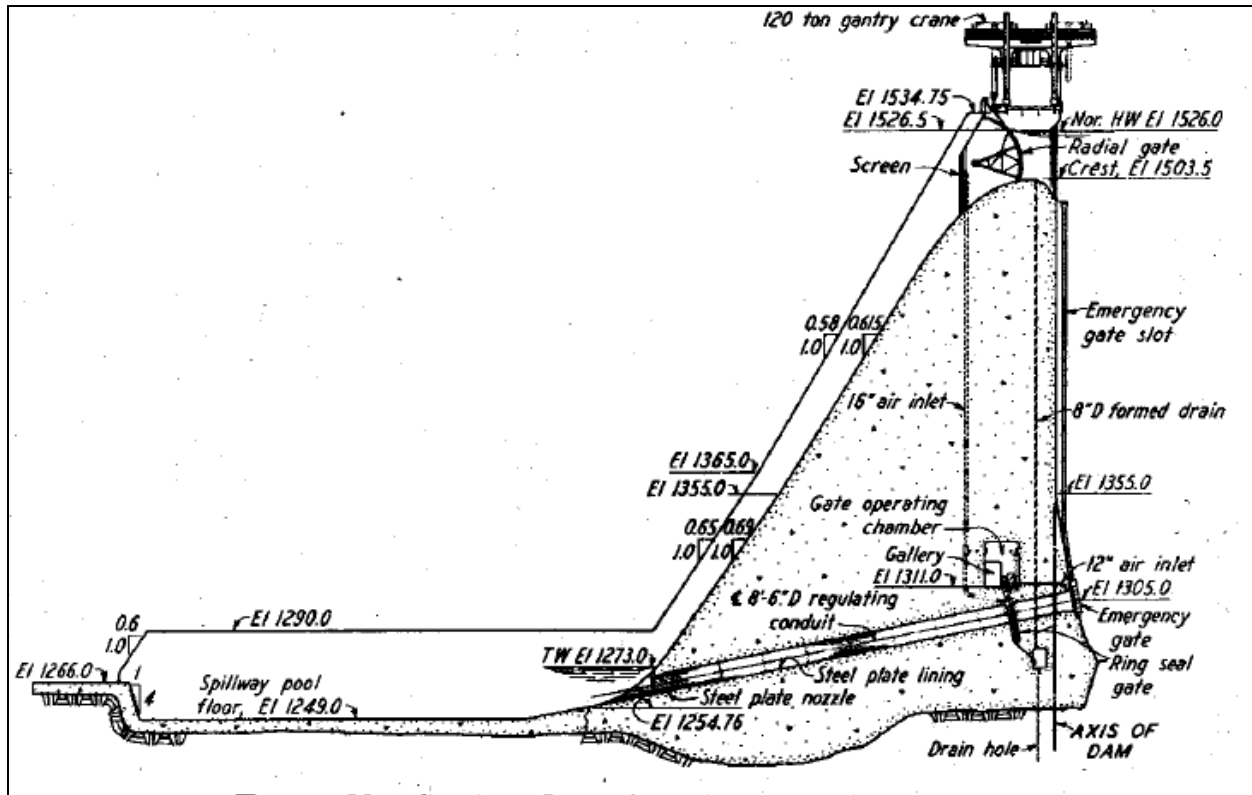 120 ton gantry crane
El 1534.75
El 1526.5
Nor. HW El 1526.0
Radial gate
Screen
Crest, El 1503.5
Emergency
gate slot
0.58
0.615
1.0
1.0
16" air inlet
8"D formed drain
El 1365.0
El 1355.0
El 1355.0
Gate operating
chamber
0.65
0.69
1.0
1.0
Gallery
12" air inlet
El 1311.0
El 1305.0
℄ 8'-6"D regulating
conduit
Emergency
gate
0.6
1.0
El 1290.0
TW El 1273.0
Ring seal
gate
El 1266.0
1
4
Spillway pool
floor, El 1249.0
Steel plate lining
Steel plate nozzle
El 1254.76
Drain hole
AXIS OF
DAM